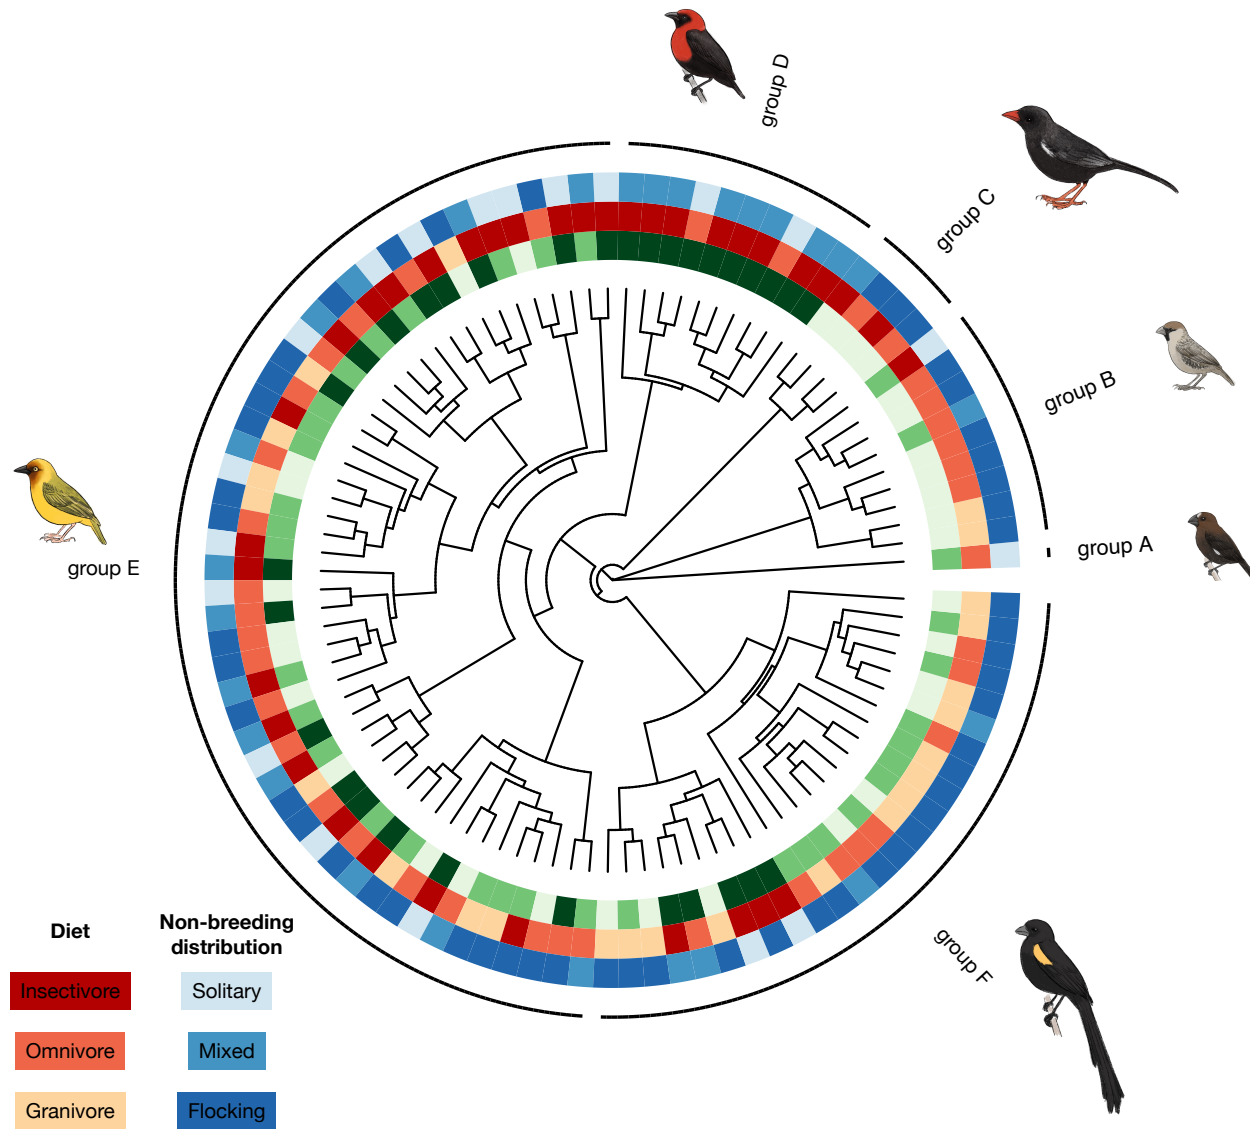 group D
group C
group B
group A
group E
group F
Diet
Non-breeding
distribution
Insectivore
Solitary
Omnivore
Mixed
Granivore
Flocking